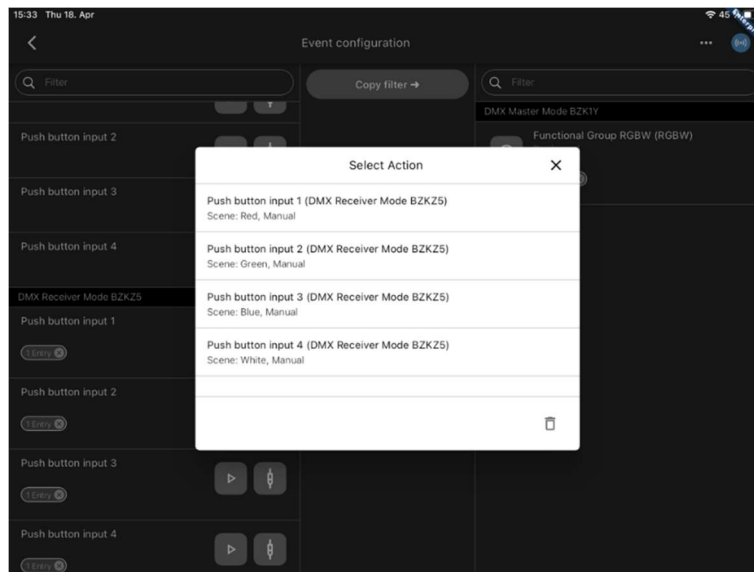 15:33 Thu 18. Apr
45
Event configuration
Filter
Copy filter →
Filter
DMX Master Mode BZK1Y
Functional Group RGBW (RGBW)
Push button input 2
Push button input 3
Push button input 4
DMX Receiver Mode BZKZ5
Push button input 1
1 Entry
Push button input 2
1 Entry
Push button input 3
1 Entry
Push button input 4
1 Entry
Select Action
Push button input 1 (DMX Receiver Mode BZKZ5)
Scene: Red, Manual
Push button input 2 (DMX Receiver Mode BZKZ5)
Scene: Green, Manual
Push button input 3 (DMX Receiver Mode BZKZ5)
Scene: Blue, Manual
Push button input 4 (DMX Receiver Mode BZKZ5)
Scene: White, Manual